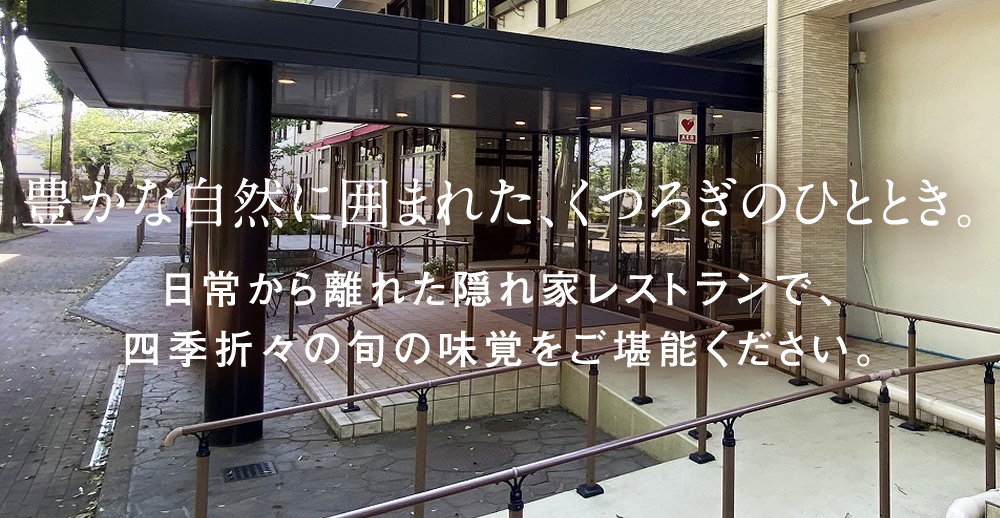 豊かな自然に囲まれた、くつろぎのひととき。
日常から離れた隠れ家レストランで、
四季折々の旬の味覚をご堪能ください。
AED